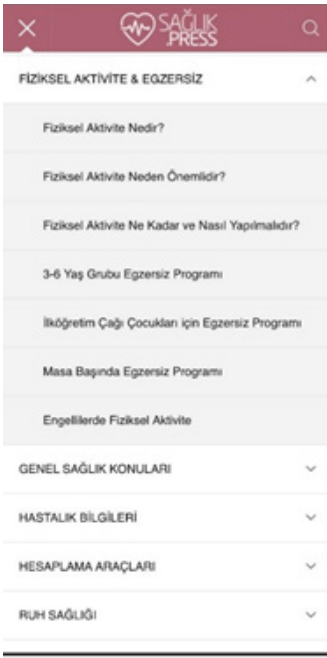 SAĞLIK
.PRESS
FİZİKSEL AKTİVİTE & EGZERSİZ
Fiziksel Aktivite Nedir?
Fiziksel Aktivite Neden Önemlidir?
Fiziksel Aktivite Ne Kadar ve Nasıl Yapılmalıdır?
3-6 Yaş Grubu Egzersiz Programı
İlköğretim Çağı Çocukları için Egzersiz Programı
Masa Başında Egzersiz Programı
Engellilerde Fiziksel Aktivite
GENEL SAĞLIK KONULARI
HASTALIK BİLGİLERİ
HESAPLAMA ARAÇLARI
RUH SAĞLIĞI